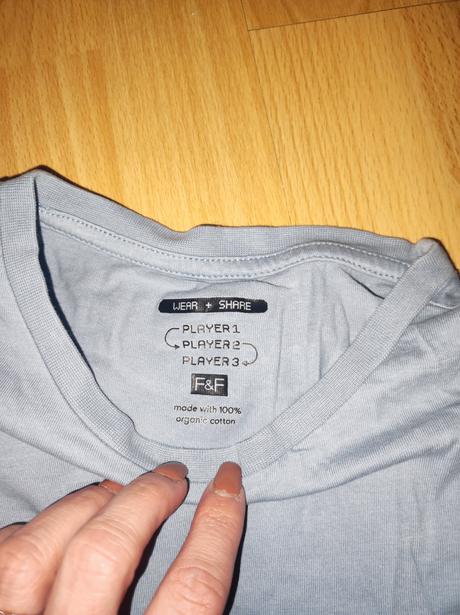 WEAR + SHARE
PLAYER 1
PLAYER 2
PLAYER 3
F&F
made with 100%
organic cotton